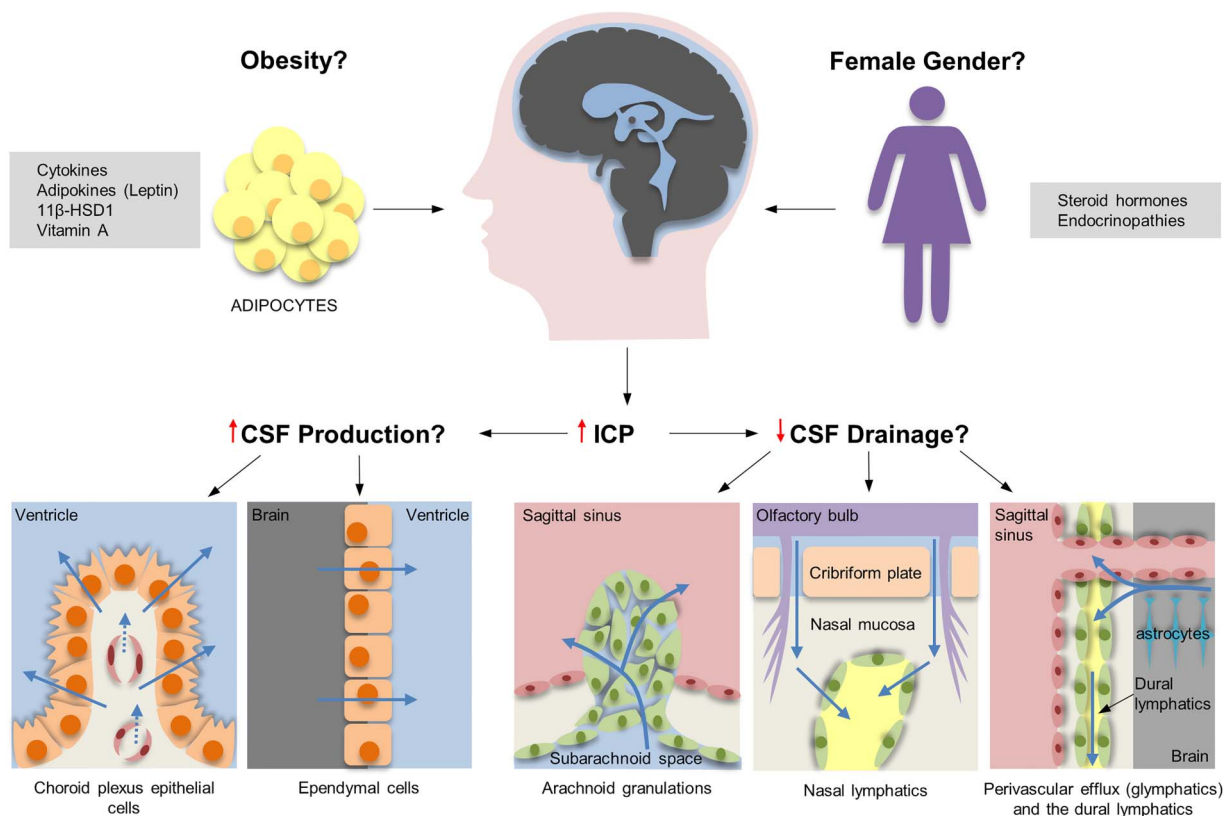 Obesity?
Female Gender?
Cytokines
Adipokines (Leptin)
11β-HSD1
Vitamin A
Steroid hormones
Endocrinopathies
ADIPOCYTES
CSF Production?
ICP
CSF Drainage?
Ventricle
Brain
Ventricle
Sagittal sinus
Subarachnoid space
Olfactory bulb
Cribriform plate
Nasal mucosa
Sagittal
sinus
astrocytes
Dural
lymphatics
Brain
Choroid plexus epithelial
cells
Ependymal cells
Arachnoid granulations
Nasal lymphatics
Perivascular efflux (glymphatics)
and the dural lymphatics